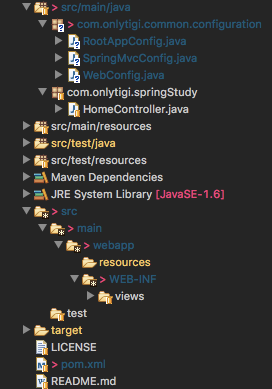 > src/main/java
> com.onlytigi.common.configuration
> RootAppConfig.java
> SpringMvcConfig.java
> WebConfig.java
com.onlytigi.springStudy
HomeController.java
src/main/resources
src/test/java
src/test/resources
Maven Dependencies
JRE System Library [JavaSE-1.6]
> src
> main
> webapp
resources
> WEB-INF
views
test
target
LICENSE
> pom.xml
README.md